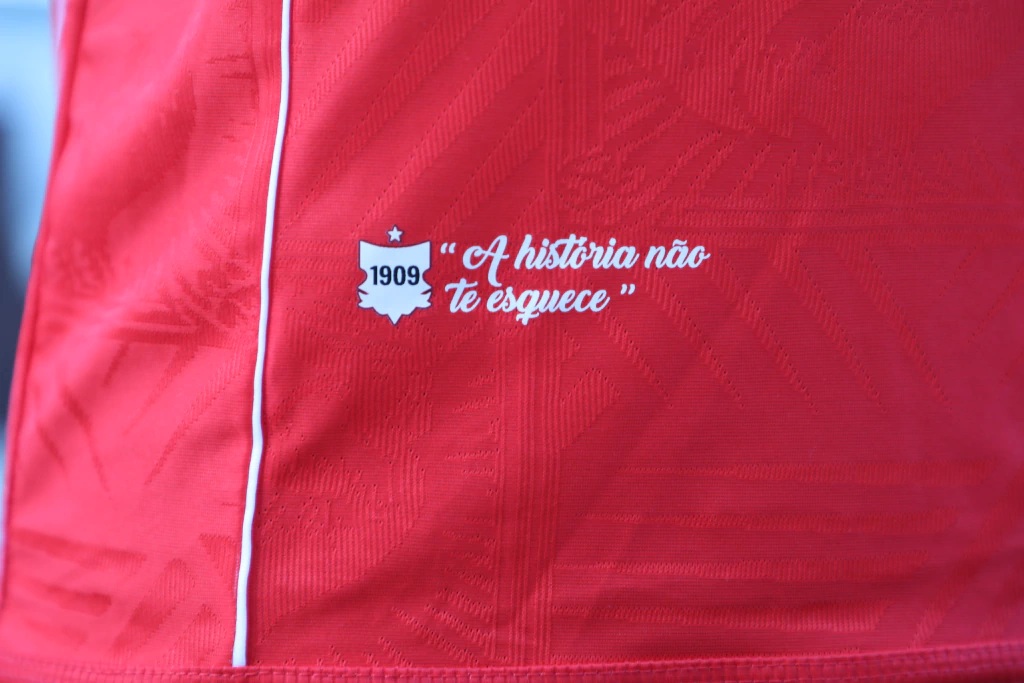 1909
“ A história não
te esquece ”